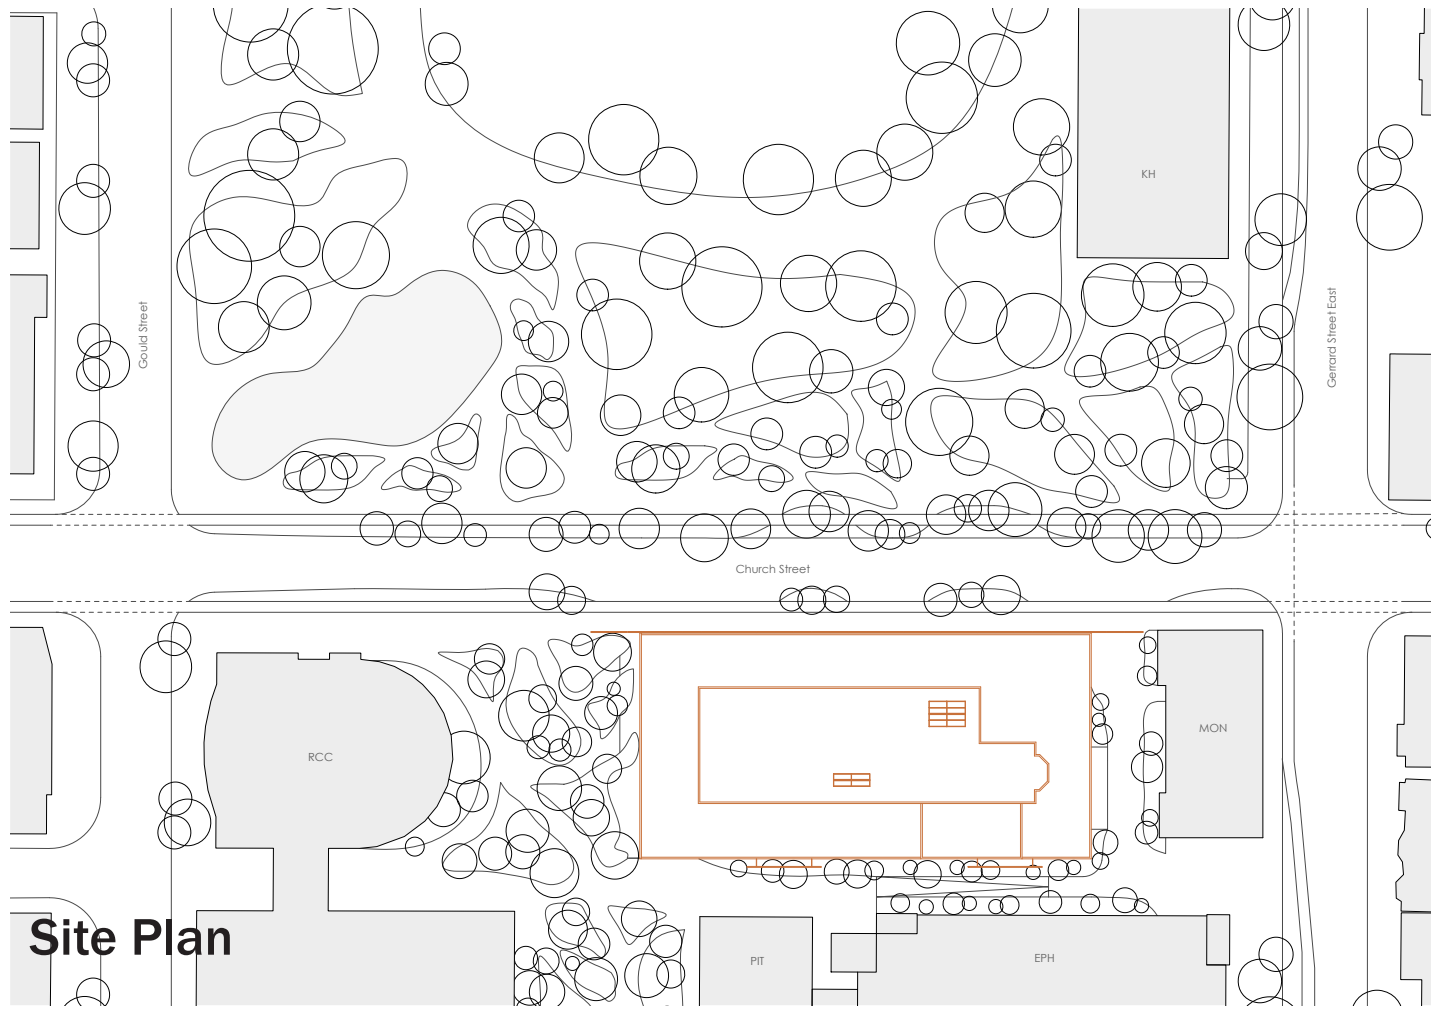 KH
Gould Street
Gerrard Street East
Church Street
RCC
MON
Site Plan
PIT
EPH